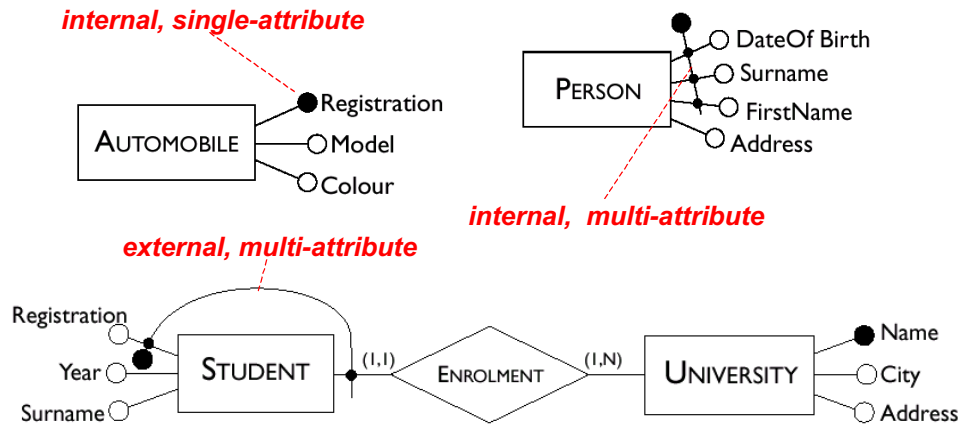 internal, single-attribute
Registration
AUTOMOBILE
Model
Colour
DateOf Birth
Surname
PERSON
FirstName
Address
internal, multi-attribute
external, multi-attribute
Registration
Year
STUDENT
Surname
(1,1)
ENROLMENT
(1,N)
UNIVERSITY
Name
City
Address